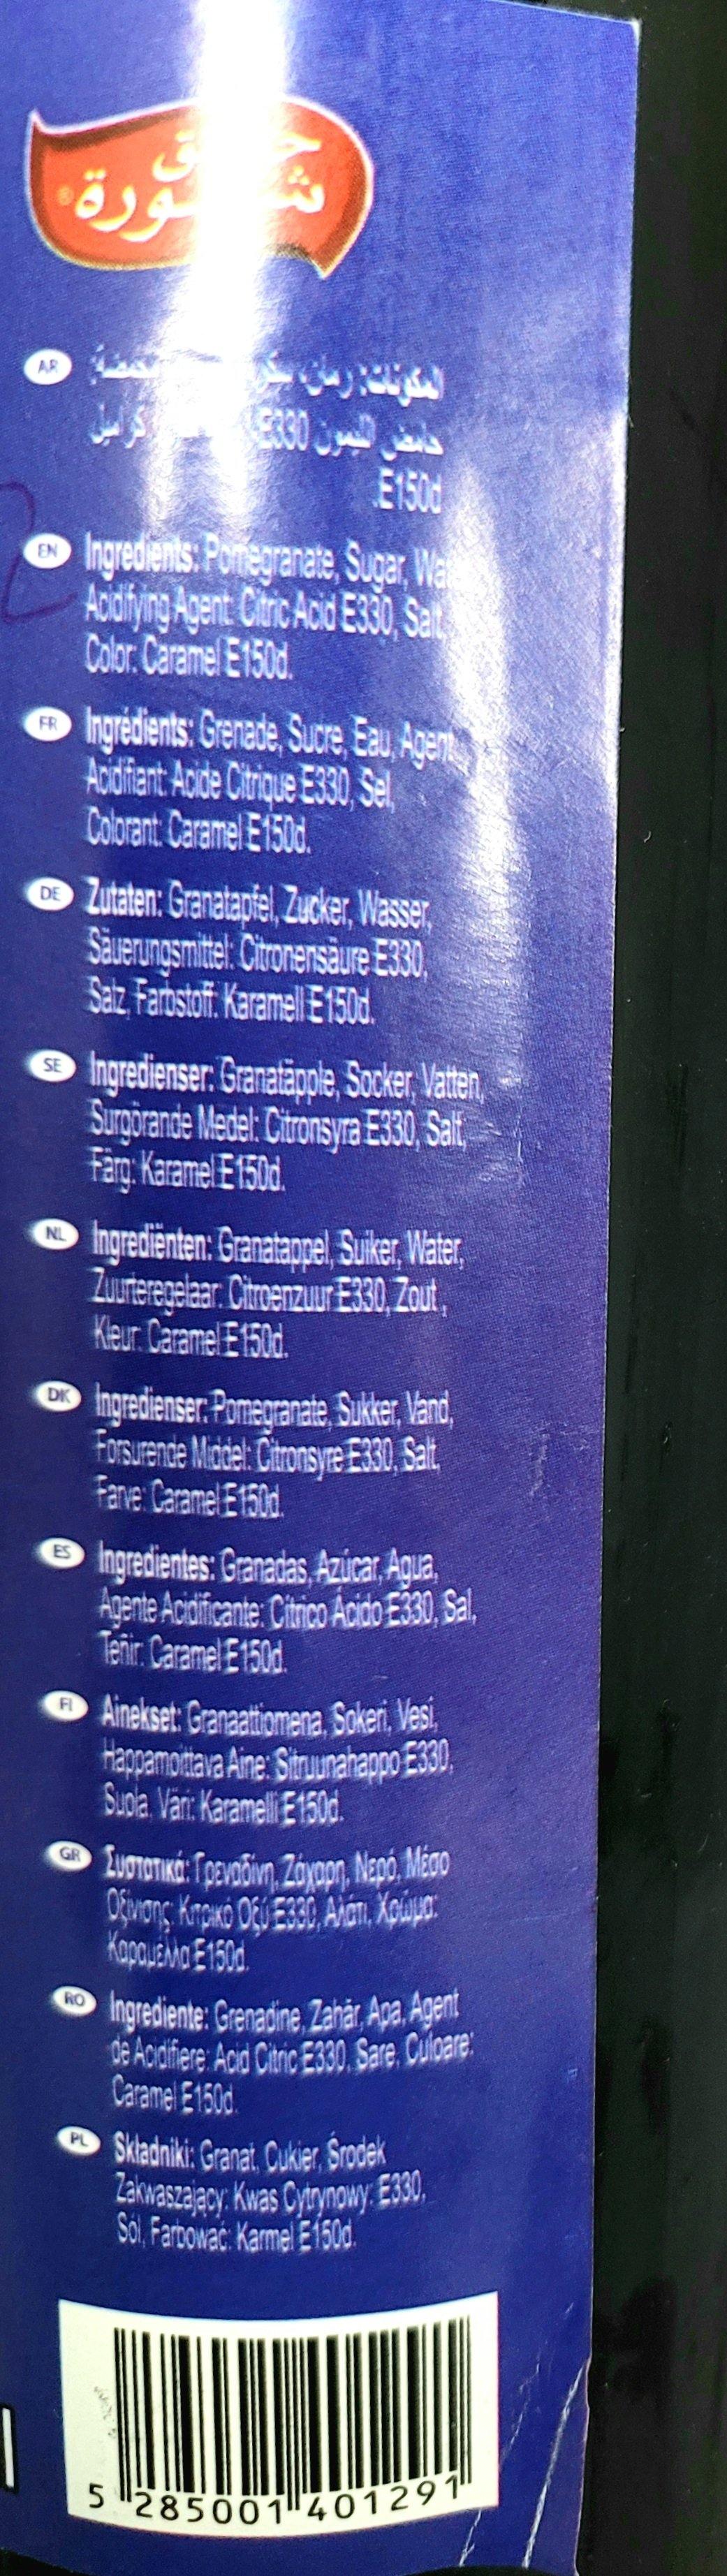 شـورة
AR
المكونات: رمان، سكر
حامض الليمون E330 كراميل
E150d.
EN
Ingredients: Pomegranate, Sugar,
Acidifying Agent: Citric Acid E330, Salt,
Color: Caramel E150d.
FR
Ingrédients: Grenade, Sucre, Eau, Agent
Acidifiant: Acide Citrique E330, Sel,
Colorant: Caramel E150d.
DE
Zutaten: Granatapfel, Zucker, Wasser,
Säuerungsmittel: Citronensäure E330,
Salz, Farbstoff: Karamell E150d.
SE
Ingredienser: Granatäpple, Socker, Vatten,
Surgörande Medel: Citronsyra E330, Salt,
Färg: Karamel E150d.
NL
Ingrediënten: Granatappel, Suiker, Water,
Zuurteregelaar: Citroenzuur E330, Zout ,
Kleur: Caramel E150d.
DK
Ingredienser: Pomegranate, Sukker, Vand,
Forsurende Middel: Citronsyre E330, Salt,
Farve: Caramel E150d.
ES
Ingredientes: Granadas, Azúcar, Agua,
Agente Acidificante: Cítrico Ácido E330, Sal,
Teñir: Caramel E150d.
FI
Ainekset: Granaattiomena, Sokeri, Vesi,
Happamoittava Aine: Sitruunahappo E330,
Suola, Väri: Karamelli E150d.
GR
Συστατικά: Γρεναδίνη, Ζάχαρη, Νερό, Μέσο
Οξίνισης: Κιτρικό Οξύ E330, Αλάτι, Χρώμα:
Καραμέλλα E150d.
RO
Ingrediente: Grenadine, Zahăr, Apa, Agent
de Acidifiere: Acid Citric E330, Sare, Culoare:
Caramel E150d.
PL
Składniki: Granat, Cukier, Środek
Zakwaszający: Kwas Cytrynowy: E330,
Sól, Farbować: Karmel E150d.
5 285001 401291